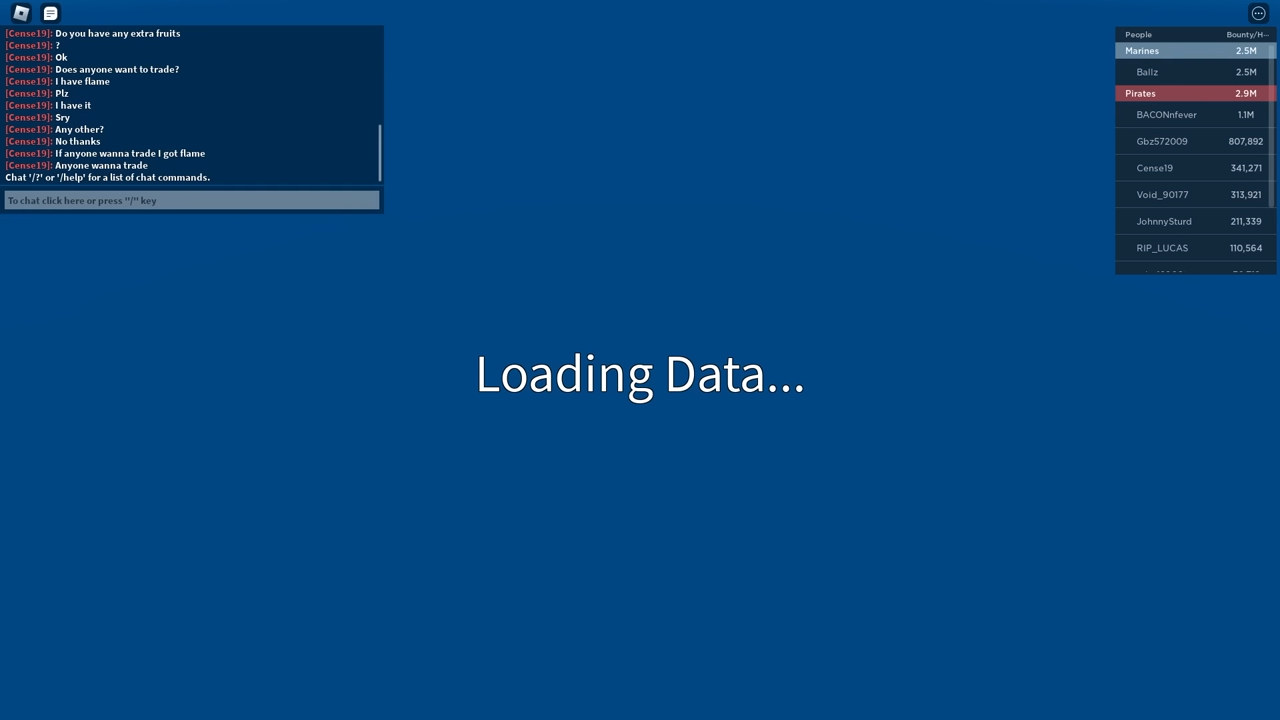 [Cense19]: Do you have any extra fruits
[Cense19]: ?
[Cense19]: Ok
[Cense19]: Does anyone want to trade?
[Cense19]: I have flame
[Cense19]: Plz
[Cense19]: I have it
[Cense19]: Sry
[Cense19]: Any other?
[Cense19]: No thanks
[Cense19]: If anyone wanna trade I got flame
[Cense19]: Anyone wanna trade
Chat '/?' or '/help' for a list of chat commands.
To chat click here or press "/" key
People Bounty/H...
Marines 2.5M
Ballz 2.5M
Pirates 2.9M
BACONnfever 1.1M
Gbz572009 807,892
Cense19 341,271
Void_90177 313,921
JohnnySturd 211,339
RIP_LUCAS 110,564
Loading Data...